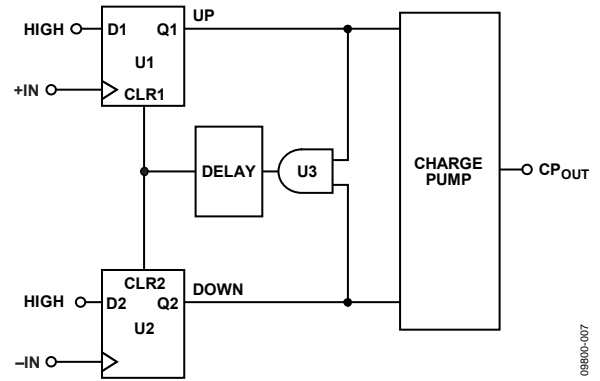 UP
HIGH D1 Q1
U1
+IN
CLR1
DELAY U3
CHARGE
PUMP
CPOUT
CLR2
DOWN
HIGH D2 Q2
U2
–IN
09800-007